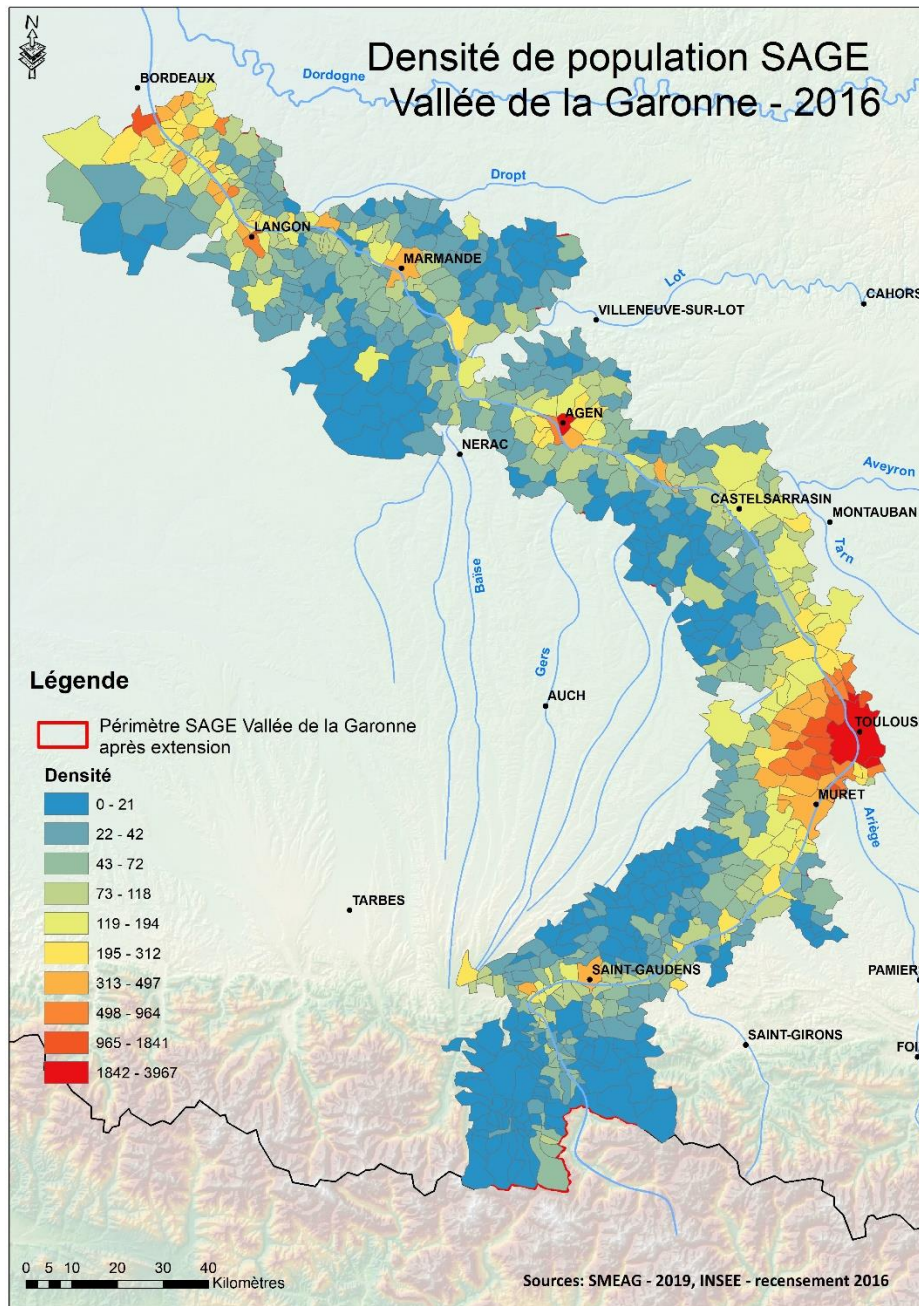 N
Densité de population SAGE
Vallée de la Garonne - 2016
BORDEAUX
Dordogne
Dropt
LANGON
MARMANDE
Lot
CAHORS
VILLENEUVE-SUR-LOT
AGEN
NERAC
Aveyron
CASTELSARRASIN
MONTAUBAN
Tarn
Baïse
Gers
AUCH
TOULOUS
MURET
Ariège
TARBES
SAINT-GAUDENS
PAMIER
SAINT-GIRONS
FOI
Légende
Périmètre SAGE Vallée de la Garonne
après extension
Densité
0 - 21
22 - 42
43 - 72
73 - 118
119 - 194
195 - 312
313 - 497
498 - 964
965 - 1841
1842 - 3967
0 5 10 20 30 40
Kilomètres
Sources: SMEAG - 2019, INSEE - recensement 2016